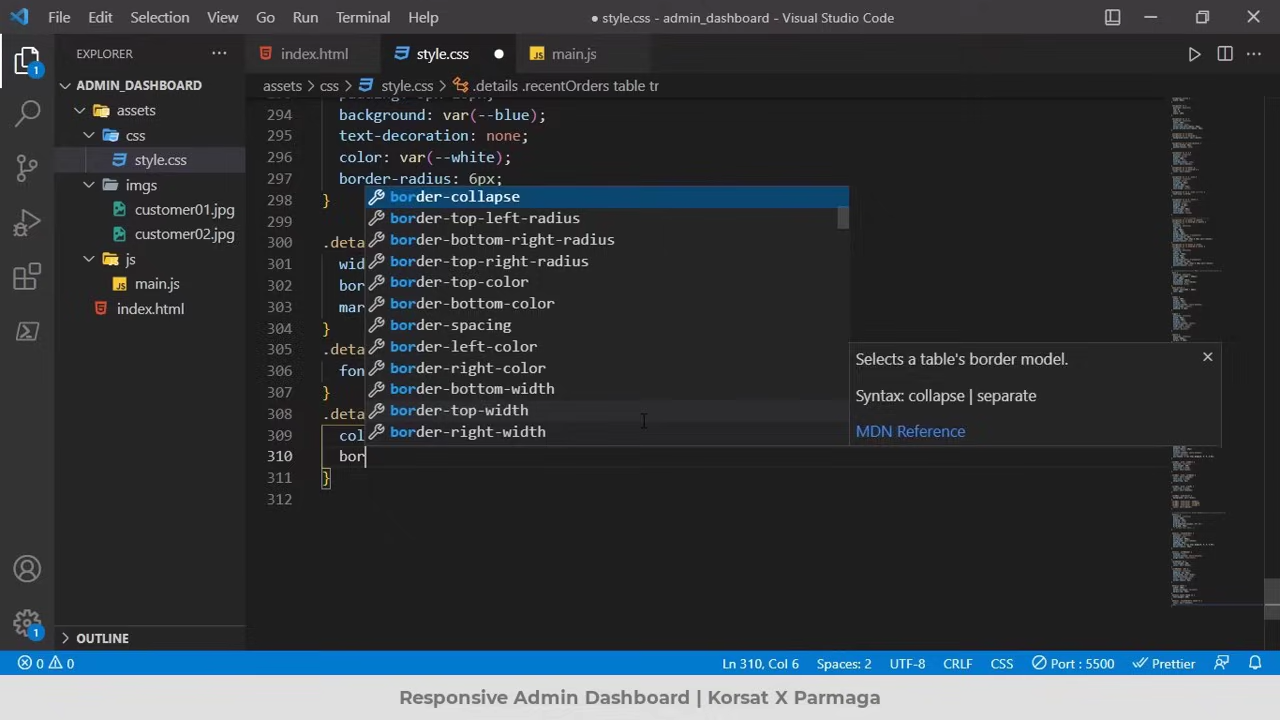 File Edit Selection View Go Run Terminal Help
● style.css - admin_dashboard - Visual Studio Code
EXPLORER
index.html
style.css
main.js
ADMIN_DASHBOARD
assets > css > style.css > .details .recentOrders table tr
assets
css
style.css
imgs
customer01.jpg
customer02.jpg
js
main.js
index.html
OUTLINE
294 background: var(--blue);
295 text-decoration: none;
296 color: var(--white);
297 border-radius: 6px;
298 }
299
300 .deta
301 wid
302 bor
303 mar
304 }
305 .deta
306 fon
307 }
308 .deta
309 col
310 bor
311 }
312
border-collapse
border-top-left-radius
border-bottom-right-radius
border-top-right-radius
border-top-color
border-bottom-color
border-spacing
border-left-color
border-right-color
border-bottom-width
border-top-width
border-right-width
Selects a table's border model.
Syntax: collapse | separate
MDN Reference
1
1
0 0 Ln 310, Col 6 Spaces: 2 UTF-8 CRLF CSS Port : 5500 Prettier
Responsive Admin Dashboard | Korsat X Parmaga